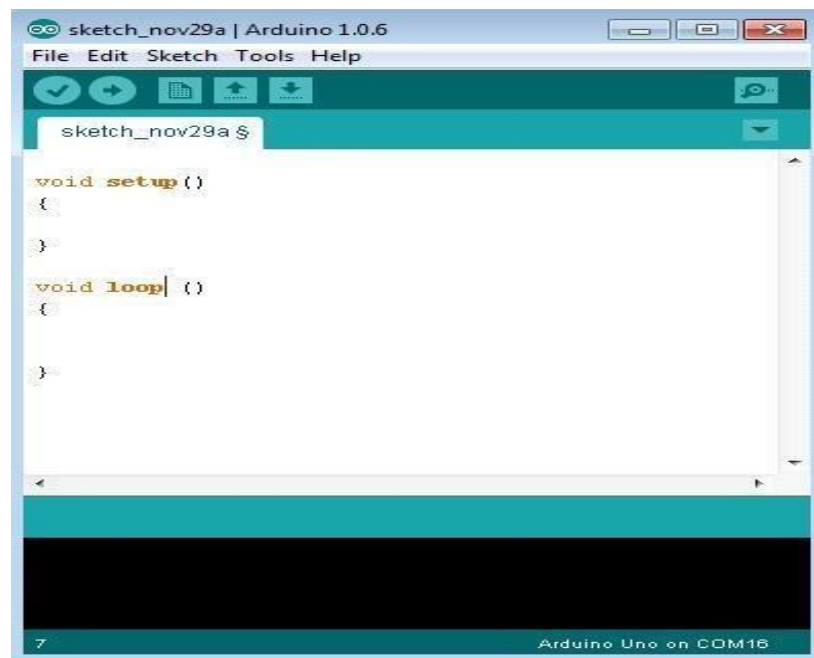 sketch_nov29a | Arduino 1.0.6
File Edit Sketch Tools Help
sketch_nov29a §
void setup()
{
}
void loop ()
{
}
7
Arduino Uno on COM16